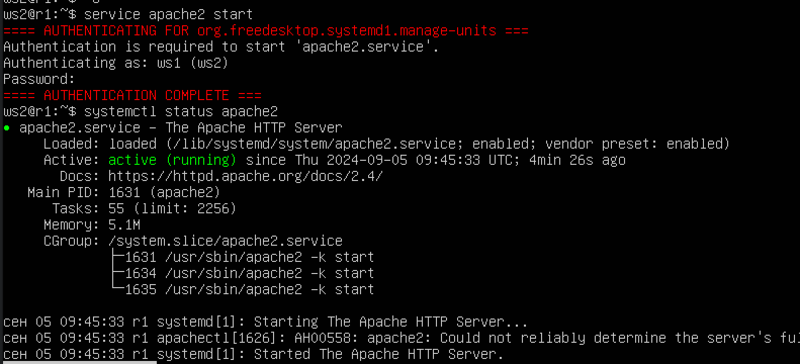 ws2@r1:~$ service apache2 start
==== AUTHENTICATING FOR org.freedesktop.systemd1.manage-units ===
Authentication is required to start 'apache2.service'.
Authenticating as: ws1 (ws2)
Password:
==== AUTHENTICATION COMPLETE ===
ws2@r1:~$ systemctl status apache2
● apache2.service – The Apache HTTP Server
Loaded: loaded (/lib/systemd/system/apache2.service; enabled; vendor preset: enabled)
Active: active (running) since Thu 2024-09-05 09:45:33 UTC; 4min 26s ago
Docs: https://httpd.apache.org/docs/2.4/
Main PID: 1631 (apache2)
Tasks: 55 (limit: 2256)
Memory: 5.1M
CGroup: /system.slice/apache2.service
├─1631 /usr/sbin/apache2 -k start
├─1634 /usr/sbin/apache2 -k start
└─1635 /usr/sbin/apache2 -k start
сен 05 09:45:33 r1 systemd[1]: Starting The Apache HTTP Server...
сен 05 09:45:33 r1 apachectl[1626]: AH00558: apache2: Could not reliably determine the server's ful
сен 05 09:45:33 r1 systemd[1]: Started The Apache HTTP Server.